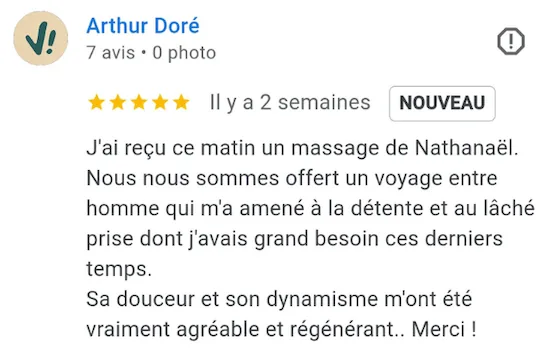 Arthur Doré
7 avis • 0 photo
Il y a 2 semaines NOUVEAU
J'ai reçu ce matin un massage de Nathanaël.
Nous nous sommes offert un voyage entre
homme qui m'a amené à la détente et au lâché
prise dont j'avais grand besoin ces derniers
temps.
Sa douceur et son dynamisme m'ont été
vraiment agréable et régénérant.. Merci !